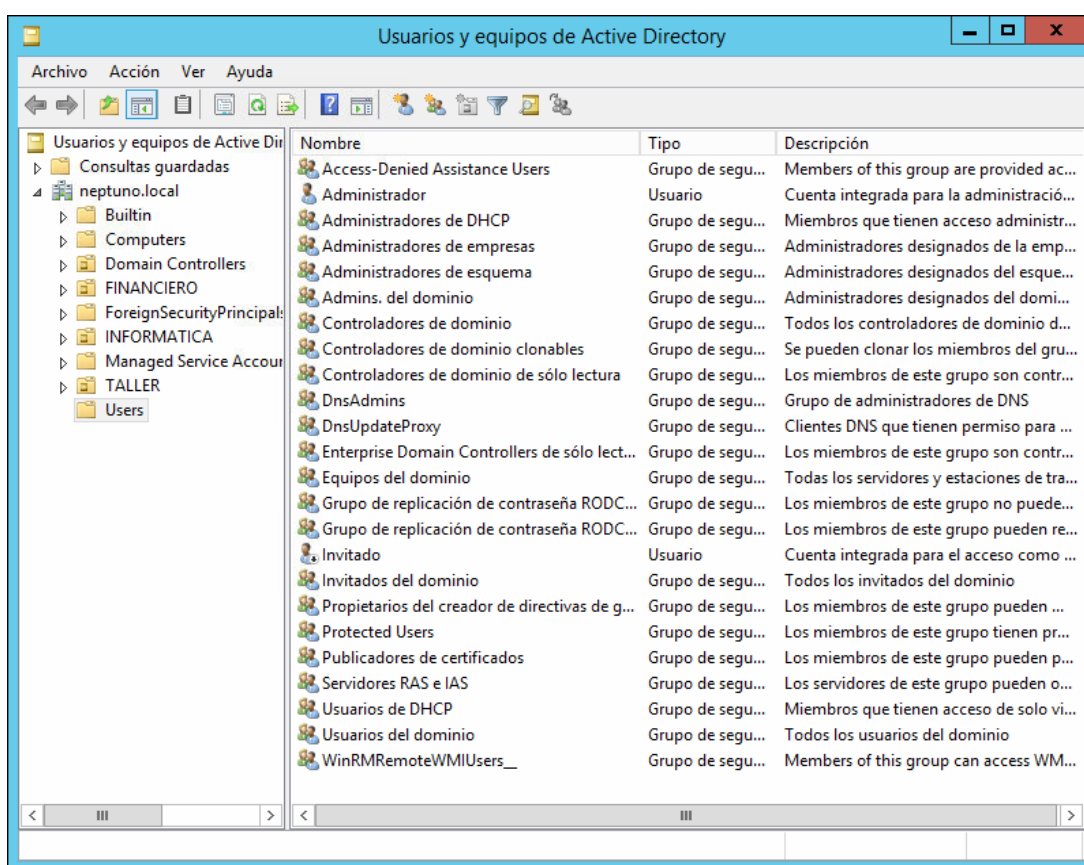 Usuarios y equipos de Active Directory
Archivo Acción Ver Ayuda
Usuarios y equipos de Active Dir
Consultas guardadas
neptuno.local
Builtin
Computers
Domain Controllers
FINANCIERO
ForeignSecurityPrincipals
INFORMATICA
Managed Service Accour
TALLER
Users
Nombre Tipo Descripción
Access-Denied Assistance Users Grupo de segu... Members of this group are provided ac...
Administrador Usuario Cuenta integrada para la administració...
Administradores de DHCP Grupo de segu... Miembros que tienen acceso administr...
Administradores de empresas Grupo de segu... Administradores designados de la emp...
Administradores de esquema Grupo de segu... Administradores designados del esque...
Admins. del dominio Grupo de segu... Administradores designados del domi...
Controladores de dominio Grupo de segu... Todos los controladores de dominio d...
Controladores de dominio clonables Grupo de segu... Se pueden clonar los miembros del gru...
Controladores de dominio de sólo lectura Grupo de segu... Los miembros de este grupo son contr...
DnsAdmins Grupo de segu... Grupo de administradores de DNS
DnsUpdateProxy Grupo de segu... Clientes DNS que tienen permiso para ...
Enterprise Domain Controllers de sólo lect... Grupo de segu... Los miembros de este grupo son contr...
Equipos del dominio Grupo de segu... Todas los servidores y estaciones de tra...
Grupo de replicación de contraseña RODC... Grupo de segu... Los miembros de este grupo no puede...
Grupo de replicación de contraseña RODC... Grupo de segu... Los miembros de este grupo pueden re...
Invitado Usuario Cuenta integrada para el acceso como ...
Invitados del dominio Grupo de segu... Todos los invitados del dominio
Propietarios del creador de directivas de g... Grupo de segu... Los miembros de este grupo pueden ...
Protected Users Grupo de segu... Los miembros de este grupo tienen pr...
Publicadores de certificados Grupo de segu... Los miembros de este grupo pueden p...
Servidores RAS e IAS Grupo de segu... Los servidores de este grupo pueden o...
Usuarios de DHCP Grupo de segu... Miembros que tienen acceso de solo vi...
Usuarios del dominio Grupo de segu... Todos los usuarios del dominio
WinRMRemoteWMIUsers__ Grupo de segu... Members of this group can access WM...